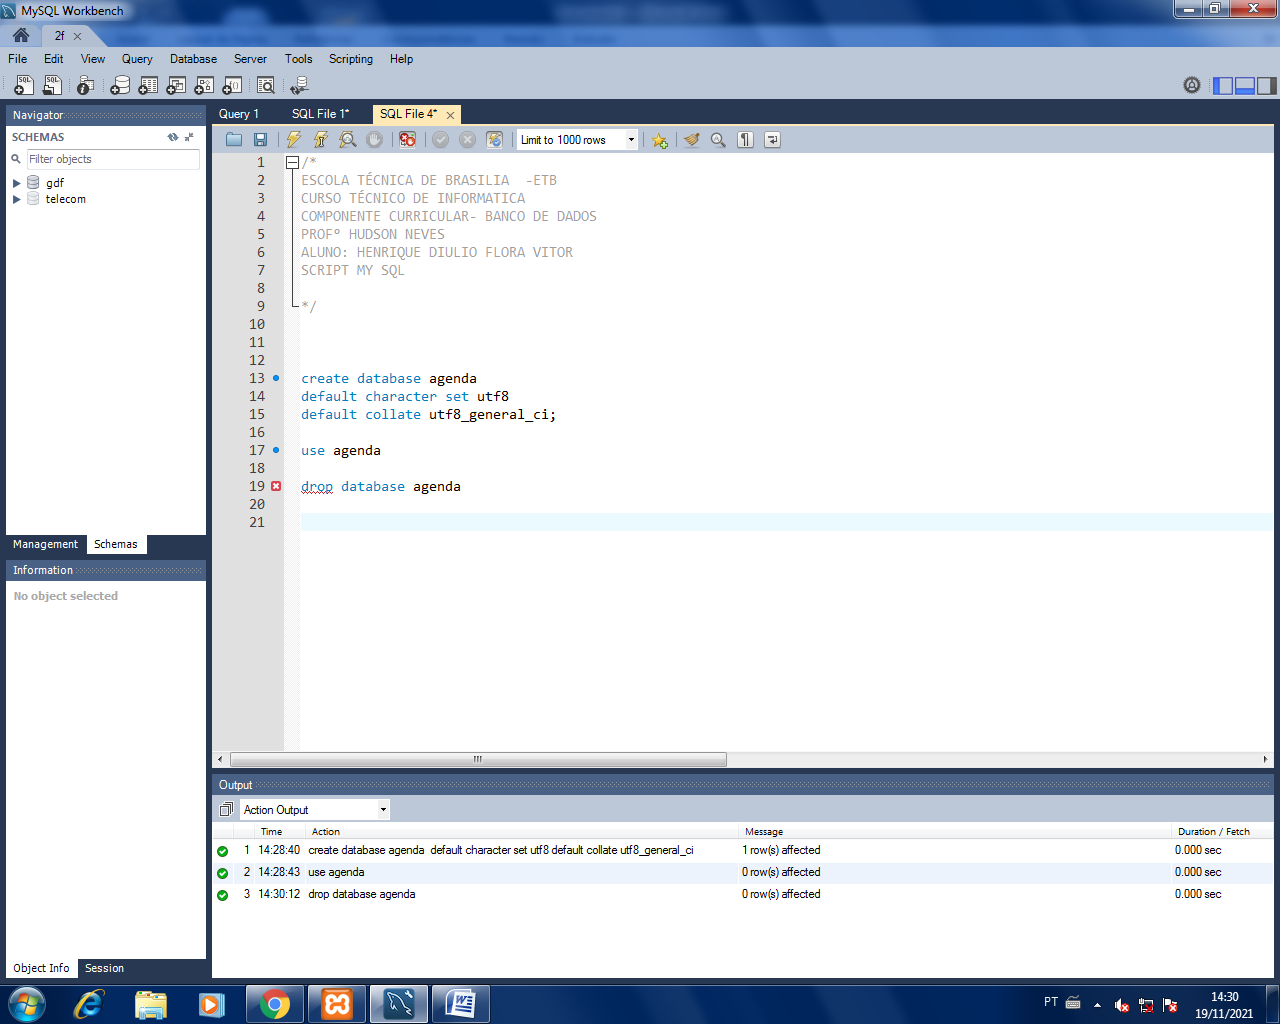 MySQL Workbench
2f
File Edit View Query Database Server Tools Scripting Help
Navigator
SCHEMAS
Filter objects
gdf
telecom
Management Schemas
Information
No object selected
Object Info Session
Query 1 SQL File 1* SQL File 4*
Limit to 1000 rows
1 /*
2 ESCOLA TÉCNICA DE BRASILIA  -ETB
3 CURSO TÉCNICO DE INFORMATICA
4 COMPONENTE CURRICULAR- BANCO DE DADOS
5 PROFº HUDSON NEVES
6 ALUNO: HENRIQUE DIULIO FLORA VITOR
7 SCRIPT MY SQL
8
9 */
10
11
12
13 create database agenda
14 default character set utf8
15 default collate utf8_general_ci;
16
17 use agenda
18
19 drop database agenda
20
21
Output
Action Output
Time Action Message Duration / Fetch
1 14:28:40 create database agenda  default character set utf8 default collate utf8_general_ci 1 row(s) affected 0.000 sec
2 14:28:43 use agenda 0 row(s) affected 0.000 sec
3 14:30:12 drop database agenda 0 row(s) affected 0.000 sec
PT 14:30
19/11/2021